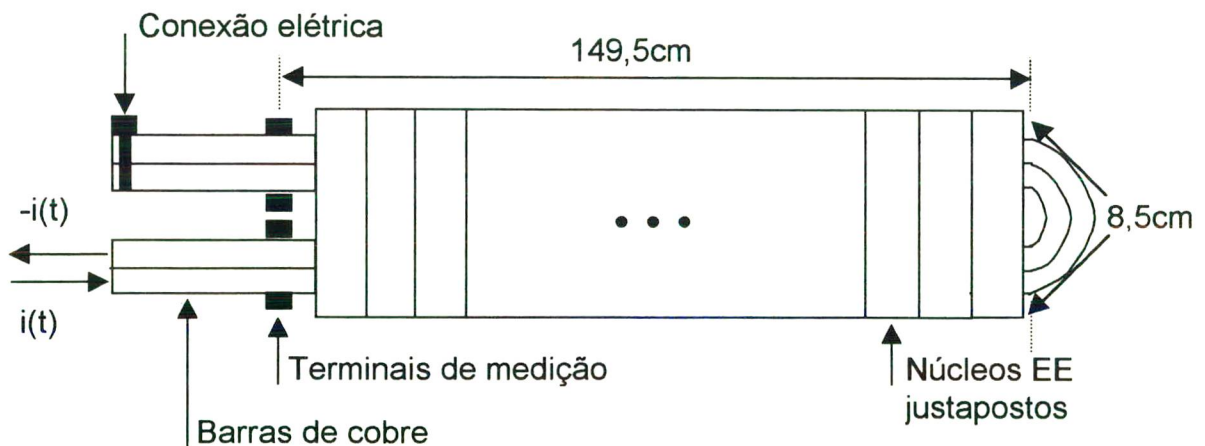 Conexão elétrica
149,5cm
-i(t)
i(t)
8,5cm
Terminais de medição
Núcleos EE
justapostos
Barras de cobre